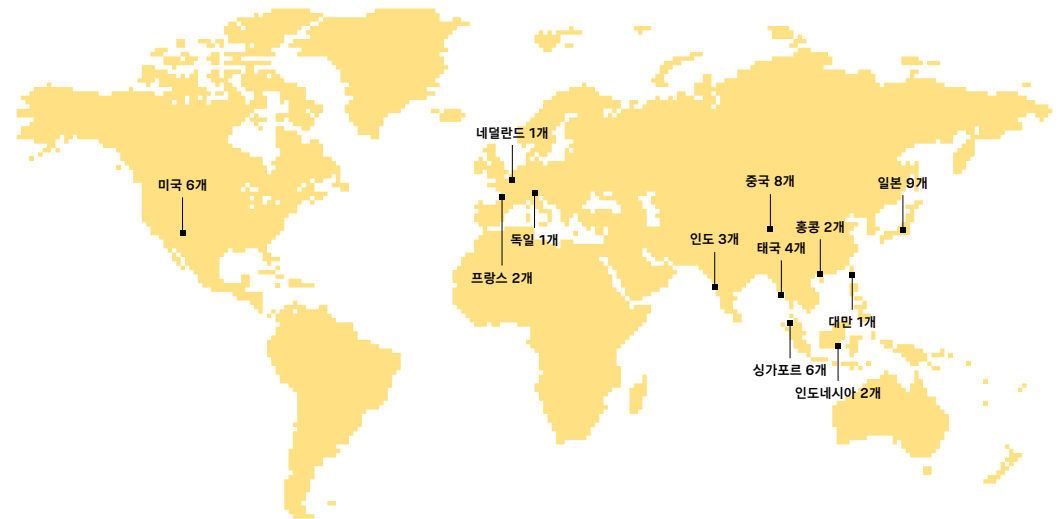 네덜란드 1개
미국 6개
중국 8개
일본 9개
홍콩 2개
독일 1개
인도 3개
태국 4개
프랑스 2개
대만 1개
싱가포르 6개
인도네시아 2개